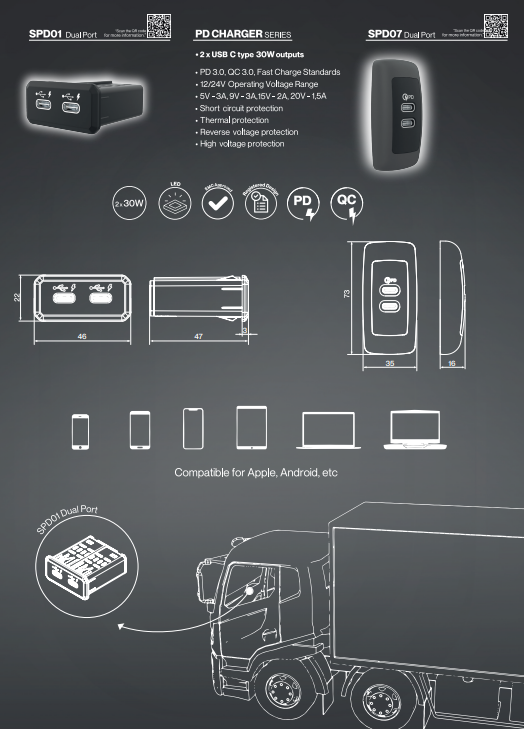 SPD01 Dual Port
*Scan the QR code
for more information
PD CHARGER SERIES
• 2 x USB C type 30W outputs
• PD 3.0, QC 3.0, Fast Charge Standards
• 12/24V Operating Voltage Range
• 5V - 3A, 9V - 3A, 15V - 2A, 20V - 1,5A
• Short circuit protection
• Thermal protection
• Reverse voltage protection
• High voltage protection
SPD07 Dual Port
*Scan the QR code
for more information
PD
2x30W
LED
EMC Approved
Registered Design
PD
QC
22
46
47
3
73
PD
35
16
Compatible for Apple, Android, etc
SPD01 Dual Port